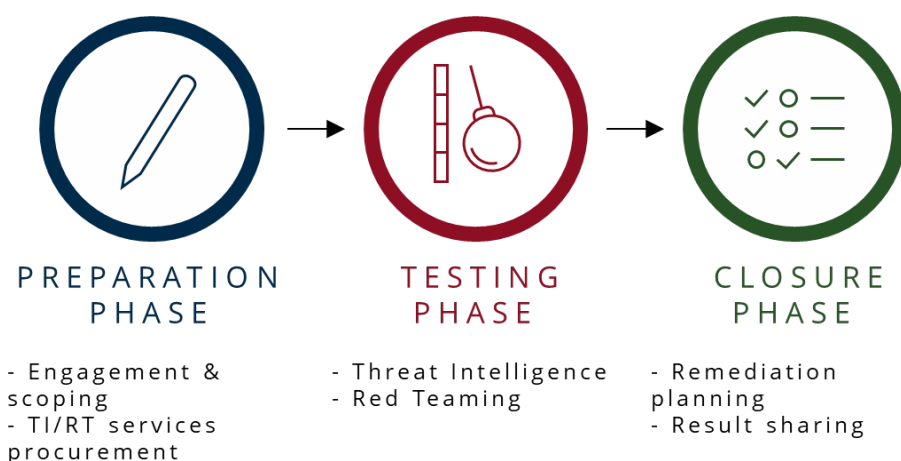 PREPARATION
PHASE
- Engagement &
scoping
- TI/RT services
procurement
TESTING
PHASE
- Threat Intelligence
- Red Teaming
CLOSURE
PHASE
- Remediation
planning
- Result sharing